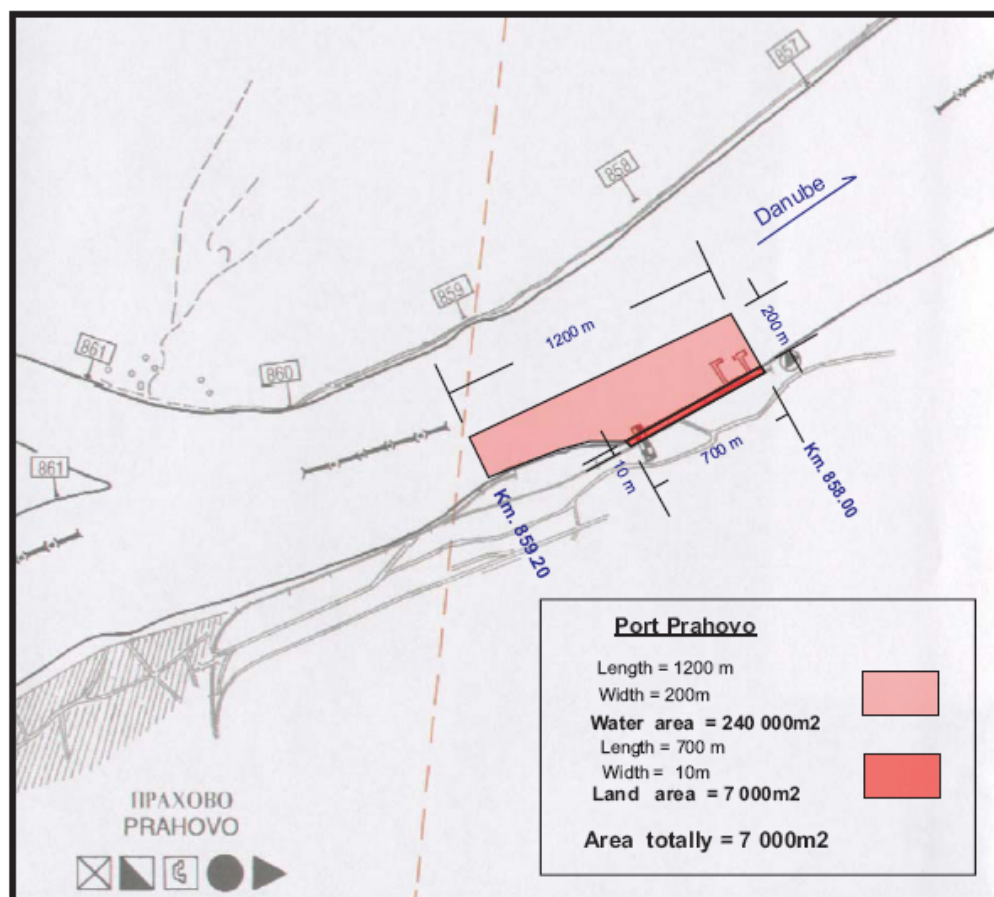 857
858
Danube
859
1200 m
200 m
861
860
861
10 m
700 m
Km. 858.00
Km. 859.20
Port Prahovo
Length = 1200 m
Width = 200m
Water area = 240 000m2
Length = 700 m
Width = 10m
Land area = 7 000m2
Area totally = 7 000m2
ПРАХОВО
PRAHOVO